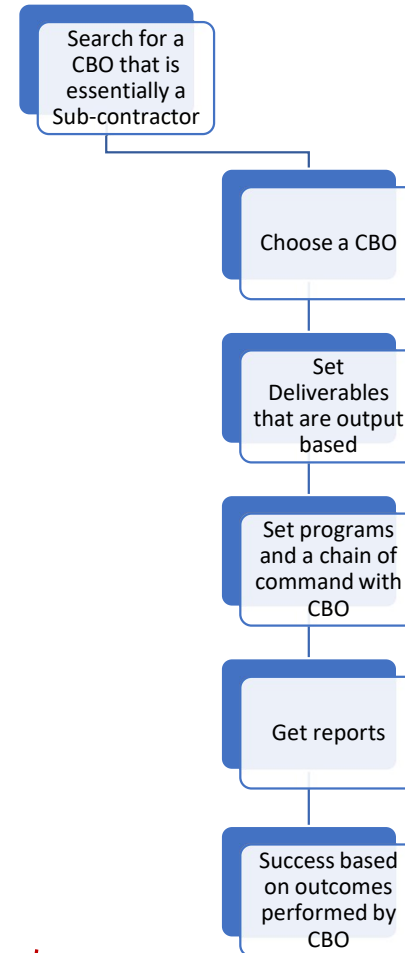 Search for a
CBO that is
essentially a
Sub-contractor
Choose a CBO
Set
Deliverables
that are output
based
Set programs
and a chain of
command with
CBO
Get reports
Success based
on outcomes
performed by
CBO